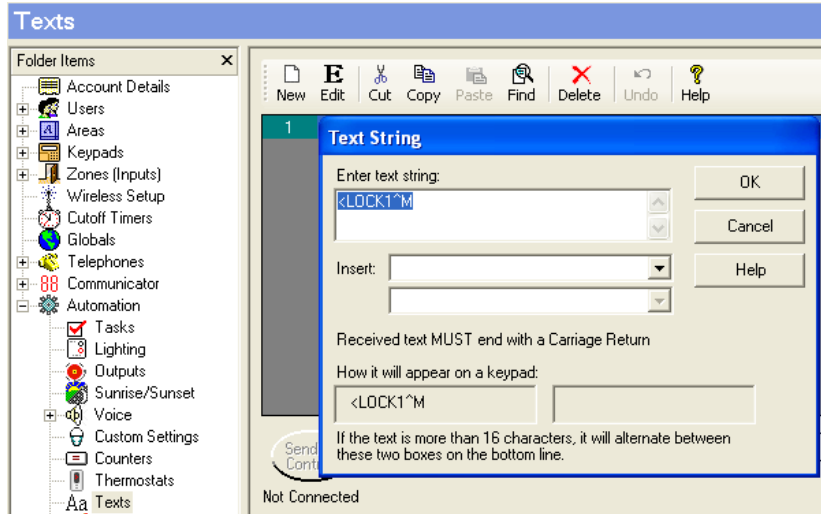 Texts
Folder Items
Account Details
Users
Areas
Keypads
Zones (Inputs)
Wireless Setup
Cutoff Timers
Globals
Telephones
88 Communicator
Automation
Tasks
Lighting
Outputs
Sunrise/Sunset
Voice
Custom Settings
Counters
Thermostats
Aa Texts
New Edit Cut Copy Paste Find Delete Undo Help
1
Text String
Enter text string:
<LOCK1^M
OK
Cancel
Insert:
Help
Received text MUST end with a Carriage Return
How it will appear on a keypad:
<LOCK1^M
If the text is more than 16 characters, it will alternate between
these two boxes on the bottom line.
Send
Cont
Not Connected